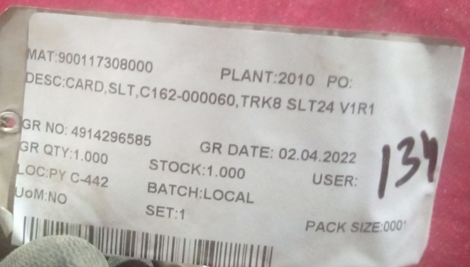 MAT:900117308000 PLANT:2010 PO:
DESC:CARD,SLT,C162-000060,TRK8 SLT24 V1R1
GR NO: 4914296585 GR DATE: 02.04.2022
GR QTY:1.000 STOCK:1.000 USER:
LOC:PY C-442 BATCH:LOCAL
UoM:NO SET:1 PACK SIZE:000
134